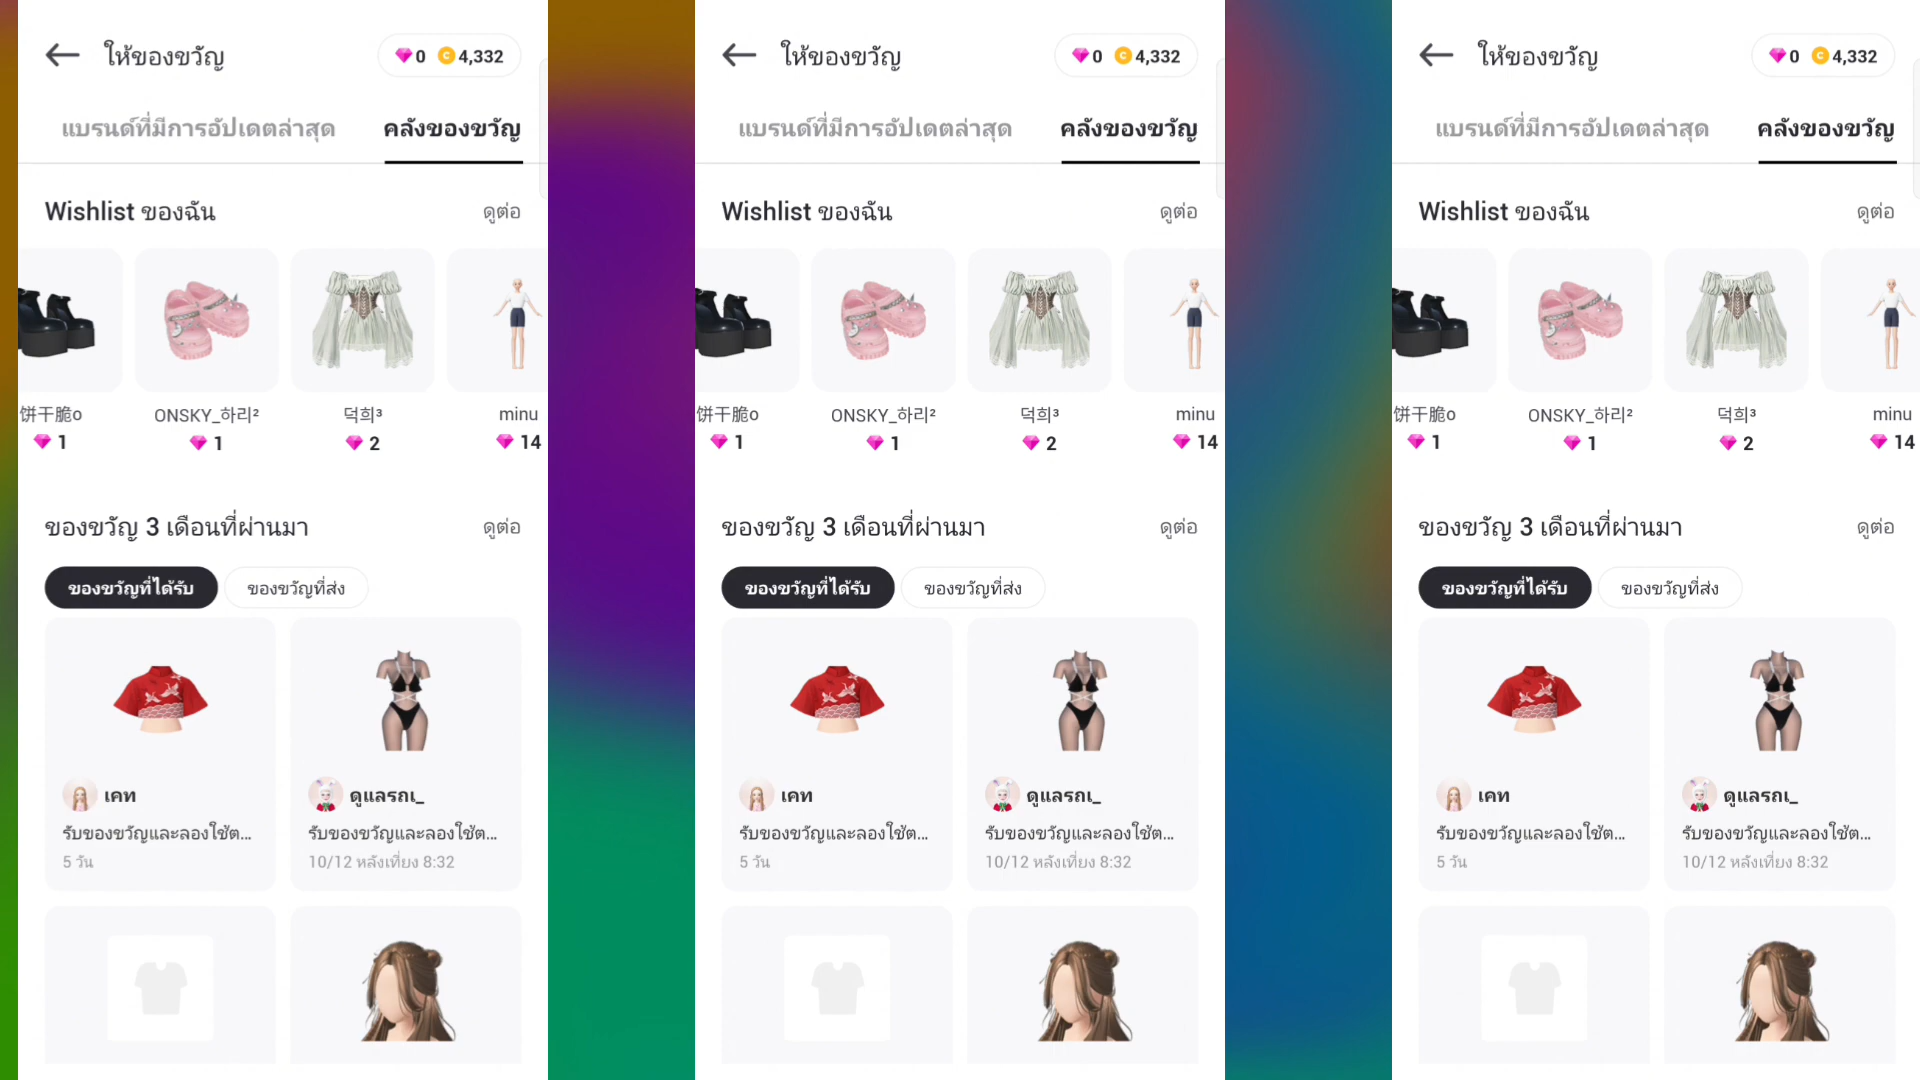 ให้ของขวัญ
0 4,332
แบรนด์ที่มีการอัปเดตล่าสุด คลังของขวัญ
Wishlist ของฉัน ดูต่อ
饼干脆o ONSKY_하리² 덕희³ minu
1 1 2 14
ของขวัญ 3 เดือนที่ผ่านมา ดูต่อ
ของขวัญที่ได้รับ ของขวัญที่ส่ง
เคท ดูแลรถเ_
รับของขวัญและลองใช้ต... รับของขวัญและลองใช้ต...
5 วัน 10/12 หลังเที่ยง 8:32
ให้ของขวัญ
0 4,332
แบรนด์ที่มีการอัปเดตล่าสุด คลังของขวัญ
Wishlist ของฉัน ดูต่อ
饼干脆o ONSKY_하리² 덕희³ minu
1 1 2 14
ของขวัญ 3 เดือนที่ผ่านมา ดูต่อ
ของขวัญที่ได้รับ ของขวัญที่ส่ง
เคท ดูแลรถเ_
รับของขวัญและลองใช้ต... รับของขวัญและลองใช้ต...
5 วัน 10/12 หลังเที่ยง 8:32
ให้ของขวัญ
0 4,332
แบรนด์ที่มีการอัปเดตล่าสุด คลังของขวัญ
Wishlist ของฉัน ดูต่อ
饼干脆o ONSKY_하리² 덕희³ minu
1 1 2 14
ของขวัญ 3 เดือนที่ผ่านมา ดูต่อ
ของขวัญที่ได้รับ ของขวัญที่ส่ง
เคท ดูแลรถเ_
รับของขวัญและลองใช้ต... รับของขวัญและลองใช้ต...
5 วัน 10/12 หลังเที่ยง 8:32